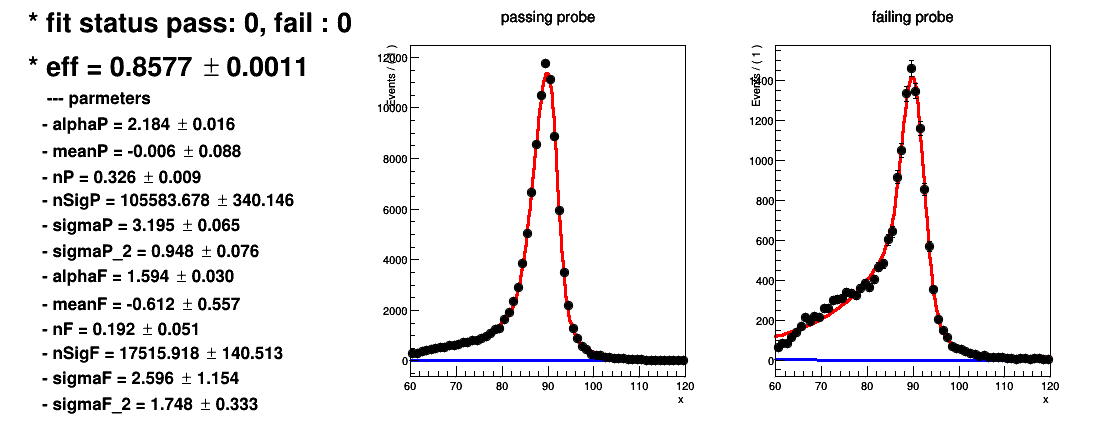 * fit status pass: 0, fail : 0
* eff = 0.8577 ± 0.0011
--- parmeters
- alphaP = 2.184 ± 0.016
- meanP = -0.006 ± 0.088
- nP = 0.326 ± 0.009
- nSigP = 105583.678 ± 340.146
- sigmaP = 3.195 ± 0.065
- sigmaP_2 = 0.948 ± 0.076
- alphaF = 1.594 ± 0.030
- meanF = -0.612 ± 0.557
- nF = 0.192 ± 0.051
- nSigF = 17515.918 ± 140.513
- sigmaF = 2.596 ± 1.154
- sigmaF_2 = 1.748 ± 0.333
passing probe
Events / ( 1 )
12000
10000
8000
6000
4000
2000
0
60 70 80 90 100 110 120
x
failing probe
Events / ( 1 )
1400
1200
1000
800
600
400
200
0
60 70 80 90 100 110 120
x